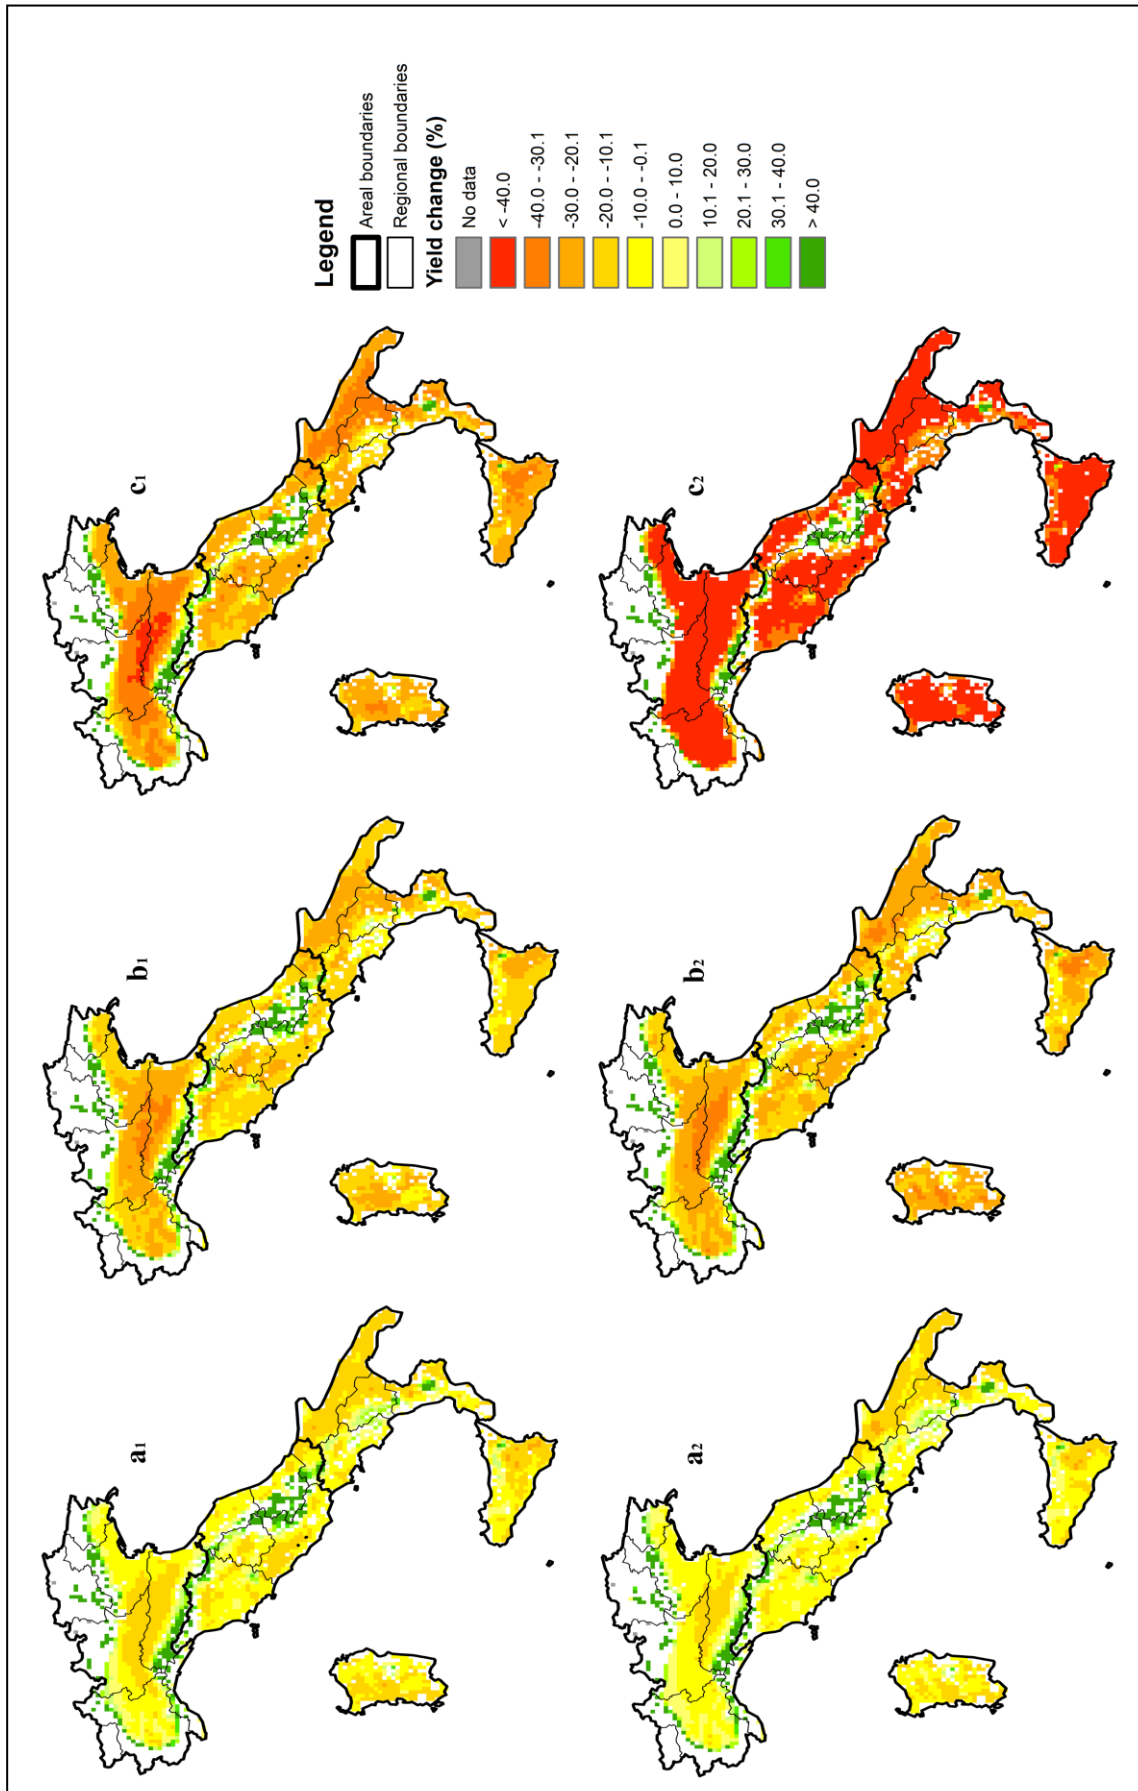 a1
b1
c1
a2
b2
c2
Legend
Areal boundaries
Regional boundaries
Yield change (%)
No data
< -40.0
-40.0 - -30.1
-30.0 - -20.1
-20.0 - -10.1
-10.0 - -0.1
0.0 - 10.0
10.1 - 20.0
20.1 - 30.0
30.1 - 40.0
> 40.0